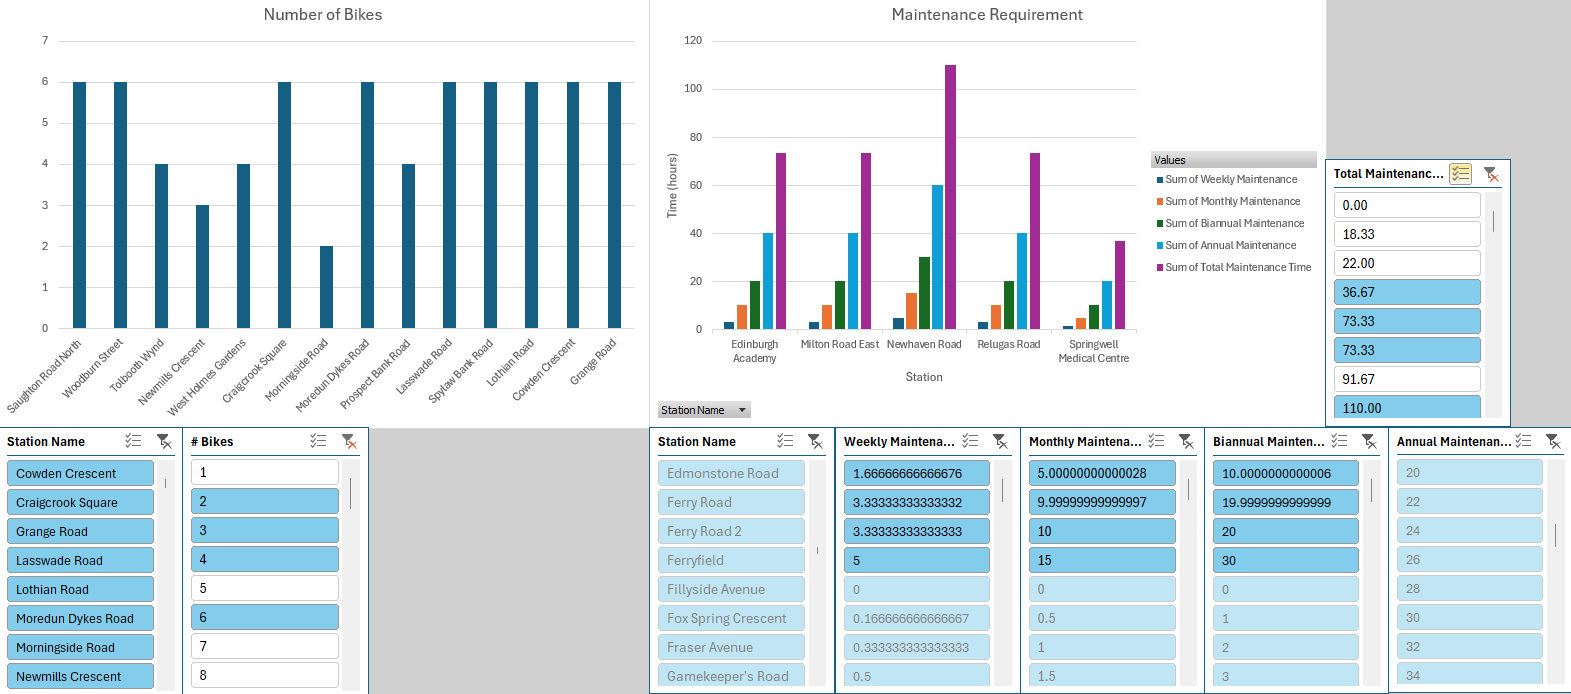 Number of Bikes
7
6
5
4
3
2
1
0
Saughton Road North
Woodburn Street
Tolbooth Wynd
Newmills Crescent
West Holmes Gardens
Craigcrook Square
Morningside Road
Moredun Dykes Road
Prospect Bank Road
Lasswade Road
Spylaw Bank Road
Lothian Road
Cowden Crescent
Grange Road
Maintenance Requirement
120
100
80
60
40
20
0
Time (hours)
Edinburgh
Academy
Milton Road East
Newhaven Road
Relugas Road
Springwell
Medical Centre
Station
Station Name
Values
Sum of Weekly Maintenance
Sum of Monthly Maintenance
Sum of Biannual Maintenance
Sum of Annual Maintenance
Sum of Total Maintenance Time
Total Maintenanc...
0.00
18.33
22.00
36.67
73.33
73.33
91.67
110.00
Station Name
Cowden Crescent
Craigcrook Square
Grange Road
Lasswade Road
Lothian Road
Moredun Dykes Road
Morningside Road
Newmills Crescent
# Bikes
1
2
3
4
5
6
7
8
Station Name
Edmonstone Road
Ferry Road
Ferry Road 2
Ferryfield
Fillyside Avenue
Fox Spring Crescent
Fraser Avenue
Gamekeeper's Road
Weekly Maintena...
1.66666666666676
3.33333333333332
3.33333333333333
5
0
0.166666666666667
0.333333333333333
0.5
Monthly Maintena...
5.00000000000028
9.99999999999997
10
15
0
0.5
1
1.5
Biannual Mainten...
10.0000000000006
19.9999999999999
20
30
0
1
2
3
Annual Maintenan...
20
22
24
26
28
30
32
34